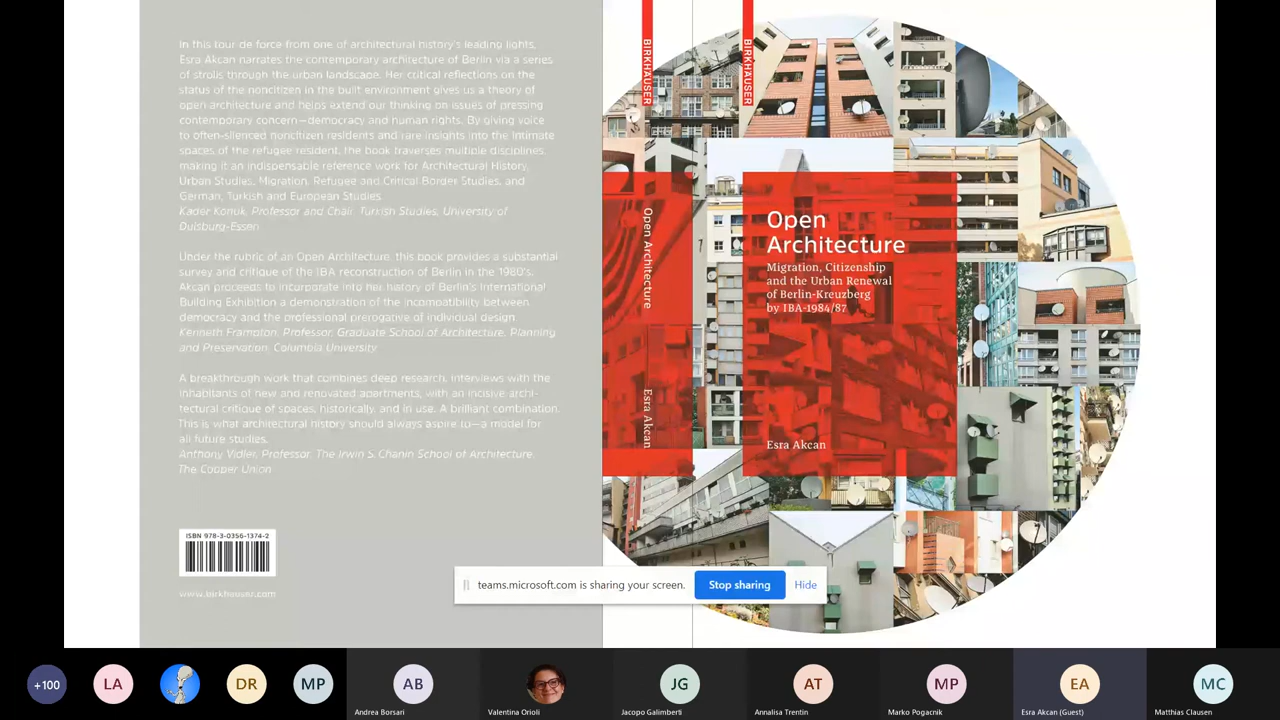 In this tour de force from one of architectural history's leading lights,
Esra Akcan narrates the contemporary architecture of Berlin via a series
of strolls through the urban landscape. Her critical reflections on the
status of the noncitizen in the built environment gives us a theory of
open architecture and helps extend our thinking on issues of pressing
contemporary concern—democracy and human rights. By giving voice
to often-silenced noncitizen residents and rare insights into the intimate
spaces of the refugee resident, the book traverses multiple disciplines,
making it an indispensable reference work for Architectural History,
Urban Studies, Migration, Refugee and Critical Border Studies, and
German, Turkish and European Studies.
Kader Konuk, Professor and Chair, Turkish Studies, University of
Duisburg-Essen
Under the rubric of an Open Architecture, this book provides a substantial
survey and critique of the IBA reconstruction of Berlin in the 1980's.
Akcan proceeds to incorporate into her history of Berlin's International
Building Exhibition a demonstration of the incompatibility between
democracy and the professional prerogative of individual design.
Kenneth Frampton, Professor, Graduate School of Architecture, Planning
and Preservation, Columbia University
A breakthrough work that combines deep research, interviews with the
inhabitants of new and renovated apartments, with an incisive archi-
tectural critique of spaces, historically, and in use. A brilliant combination.
This is what architectural history should always aspire to—a model for
all future studies.
Anthony Vidler, Professor, The Irwin S. Chanin School of Architecture,
The Cooper Union
ISBN 978-3-0356-1374-2
www.birkhauser.com
BIRKHÄUSER
Open Architecture
Esra Akcan
BIRKHÄUSER
Open
Architecture
Migration, Citizenship
and the Urban Renewal
of Berlin-Kreuzberg
by IBA-1984/87
Esra Akcan
teams.microsoft.com is sharing your screen.
Stop sharing
Hide
+100
LA
DR
MP
AB
JG
AT
MP
EA
MC
Andrea Borsari
Valentina Orioli
Jacopo Galimberti
Annalisa Trentin
Marko Pogacnik
Esra Akcan (Guest)
Matthias Clausen